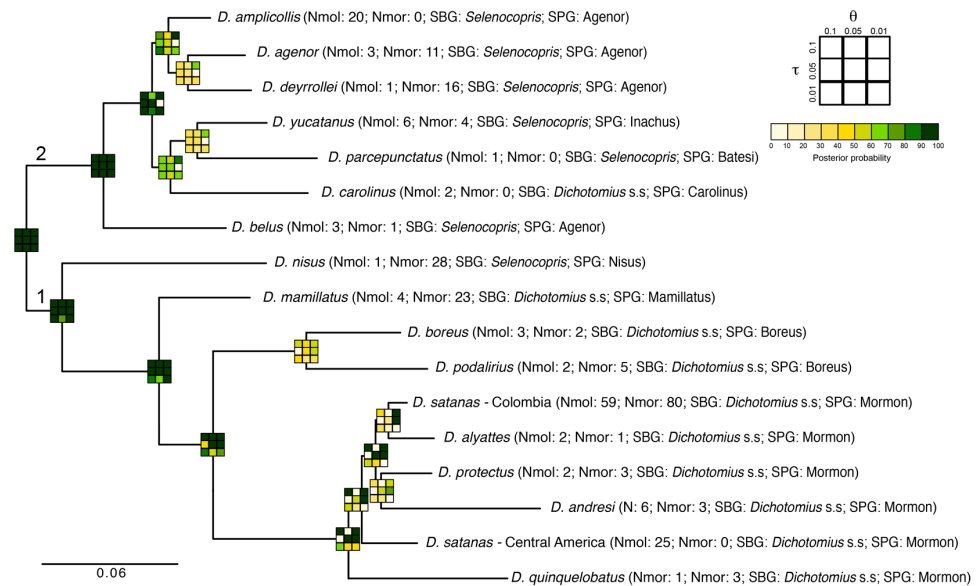 D. amplicollis (Nmol: 20; Nmor: 0; SBG: Selenocopris; SPG: Agenor)
D. agenor (Nmol: 3; Nmor: 11; SBG: Selenocopris; SPG: Agenor)
D. deyrrollei (Nmol: 1; Nmor: 16; SBG: Selenocopris; SPG: Agenor)
D. yucatanus (Nmol: 6; Nmor: 4; SBG: Selenocopris; SPG: Inachus)
D. parcepunctatus (Nmol: 1; Nmor: 0; SBG: Selenocopris; SPG: Batesi)
D. carolinus (Nmol: 2; Nmor: 0; SBG: Dichotomius s.s; SPG: Carolinus)
D. belus (Nmol: 3; Nmor: 1; SBG: Selenocopris; SPG: Agenor)
D. nisus (Nmol: 1; Nmor: 28; SBG: Selenocopris; SPG: Nisus)
D. mamillatus (Nmol: 4; Nmor: 23; SBG: Dichotomius s.s; SPG: Mamillatus)
D. boreus (Nmol: 3; Nmor: 2; SBG: Dichotomius s.s; SPG: Boreus)
D. podalirius (Nmol: 2; Nmor: 5; SBG: Dichotomius s.s; SPG: Boreus)
D. satanas - Colombia (Nmol: 59; Nmor: 80; SBG: Dichotomius s.s; SPG: Mormon)
D. alyattes (Nmol: 2; Nmor: 1; SBG: Dichotomius s.s; SPG: Mormon)
D. protectus (Nmol: 2; Nmor: 3; SBG: Dichotomius s.s; SPG: Mormon)
D. andresi (N: 6; Nmor: 3; SBG: Dichotomius s.s; SPG: Mormon)
D. satanas - Central America (Nmol: 25; Nmor: 0; SBG: Dichotomius s.s; SPG: Mormon)
D. quinquelobatus (Nmol: 1; Nmor: 3; SBG: Dichotomius s.s; SPG: Mormon)
2
1
0.06
θ
0.1 0.05 0.01
τ
0.1
0.05
0.01
0 10 20 30 40 50 60 70 80 90 100
Posterior probability